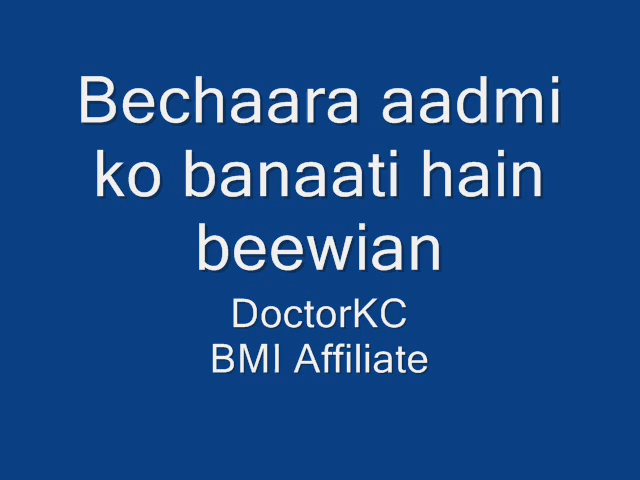 Bechaara aadmi
ko banaati hain
beewian
DoctorKC
BMI Affiliate